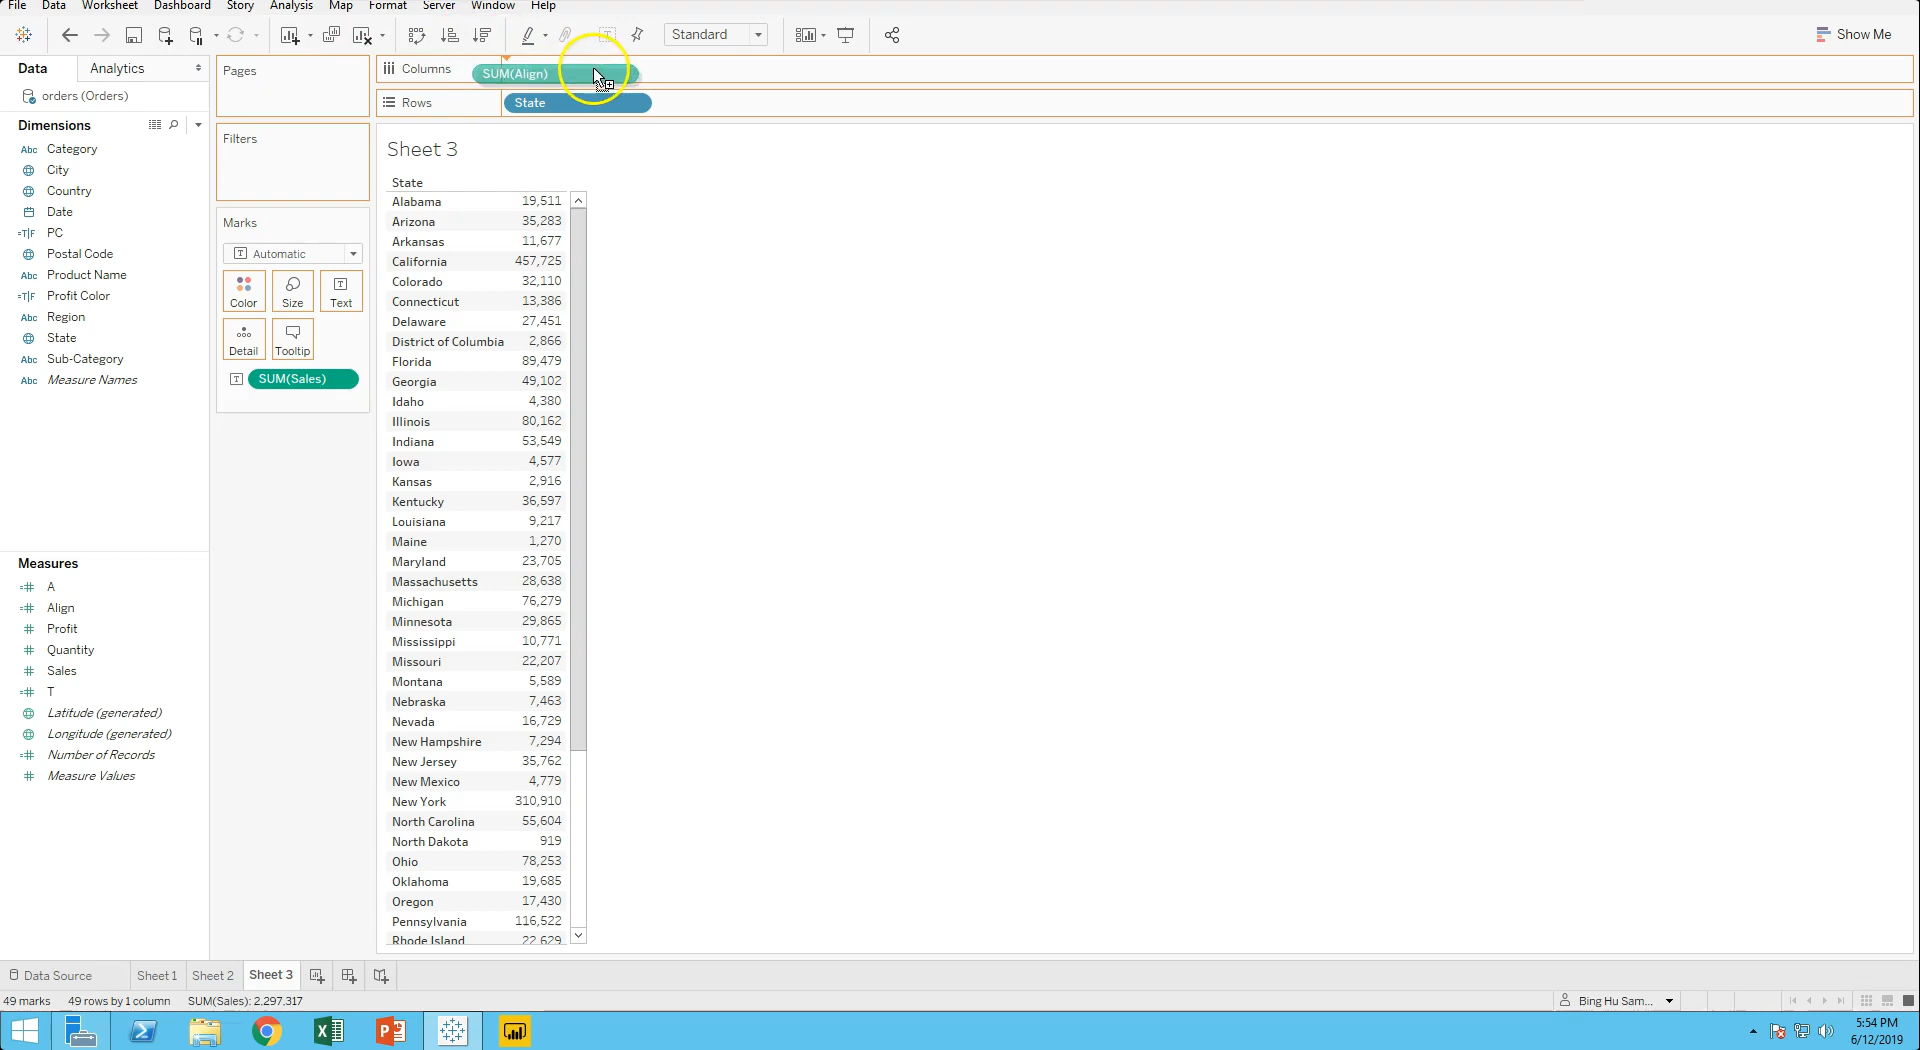 File Data Worksheet Dashboard Story Analysis Map Format Server Window Help
Standard
Show Me
Data Analytics
orders (Orders)
Dimensions
Abc Category
City
Country
Date
=T|F PC
Postal Code
Abc Product Name
=T|F Profit Color
Abc Region
State
Abc Sub-Category
Abc Measure Names
Measures
=# A
=# Align
# Profit
# Quantity
# Sales
=# T
Latitude (generated)
Longitude (generated)
=# Number of Records
# Measure Values
Pages
Filters
Marks
Automatic
Color Size Text
Detail Tooltip
SUM(Sales)
Columns SUM(Align)
Rows State
Sheet 3
State
Alabama 19,511
Arizona 35,283
Arkansas 11,677
California 457,725
Colorado 32,110
Connecticut 13,386
Delaware 27,451
District of Columbia 2,866
Florida 89,479
Georgia 49,102
Idaho 4,380
Illinois 80,162
Indiana 53,549
Iowa 4,577
Kansas 2,916
Kentucky 36,597
Louisiana 9,217
Maine 1,270
Maryland 23,705
Massachusetts 28,638
Michigan 76,279
Minnesota 29,865
Mississippi 10,771
Missouri 22,207
Montana 5,589
Nebraska 7,463
Nevada 16,729
New Hampshire 7,294
New Jersey 35,762
New Mexico 4,779
New York 310,910
North Carolina 55,604
North Dakota 919
Ohio 78,253
Oklahoma 19,685
Oregon 17,430
Pennsylvania 116,522
Rhode Island 22,629
Data Source Sheet 1 Sheet 2 Sheet 3
49 marks 49 rows by 1 column SUM(Sales): 2,297,317
Bing Hu Sam...
5:54 PM
6/12/2019